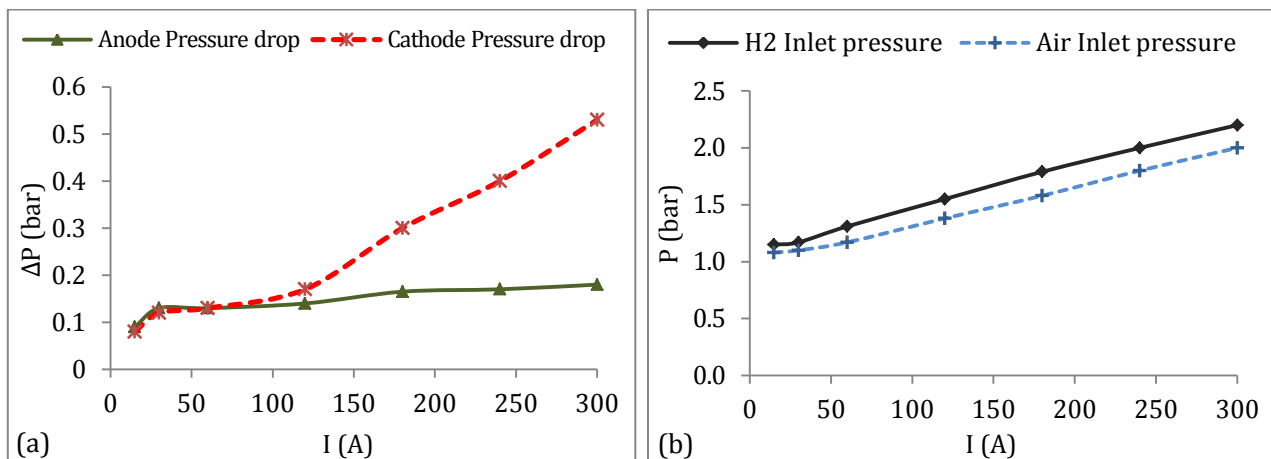 Anode Pressure drop Cathode Pressure drop
0.6
0.5
0.4
0.3
0.2
0.1
0
ΔP (bar)
0 50 100 150 200 250 300
(a) I (A)
H2 Inlet pressure Air Inlet pressure
2.5
2.0
1.5
1.0
0.5
0.0
P (bar)
0 50 100 150 200 250 300
(b) I (A)